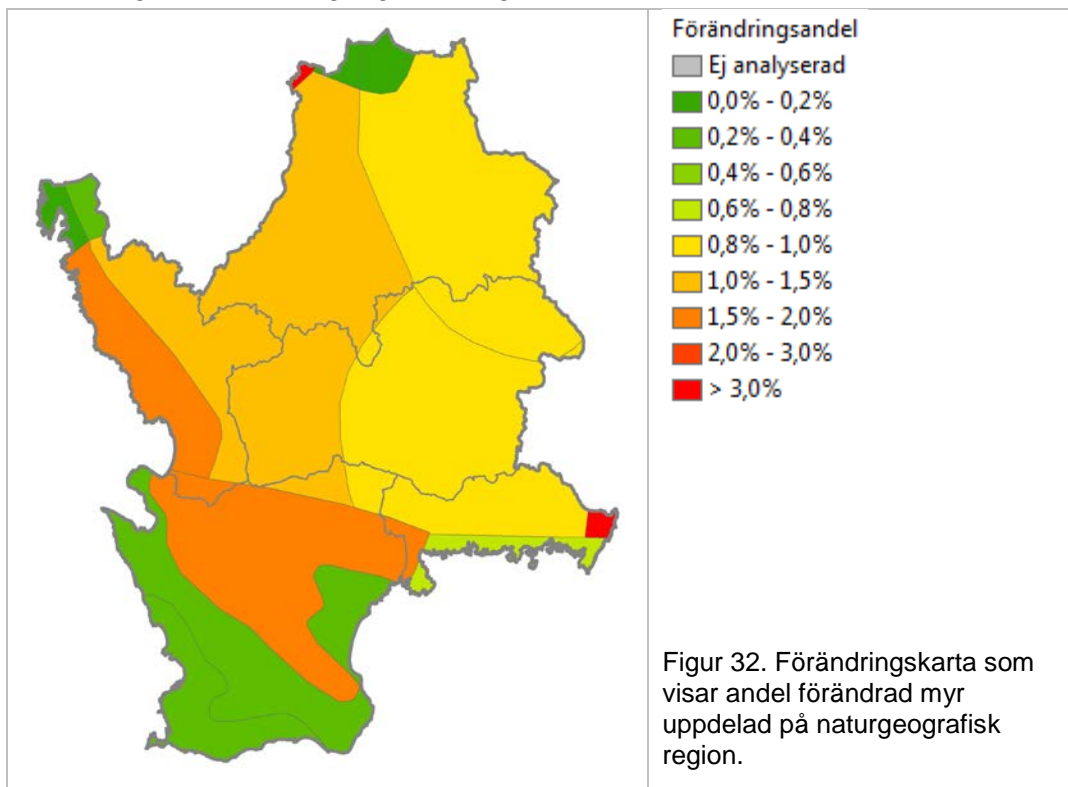 Förändringsandel
Ej analyserad
0,0% - 0,2%
0,2% - 0,4%
0,4% - 0,6%
0,6% - 0,8%
0,8% - 1,0%
1,0% - 1,5%
1,5% - 2,0%
2,0% - 3,0%
> 3,0%
Figur 32. Förändringskarta som
visar andel förändrad myr
uppdelad på naturgeografisk
region.